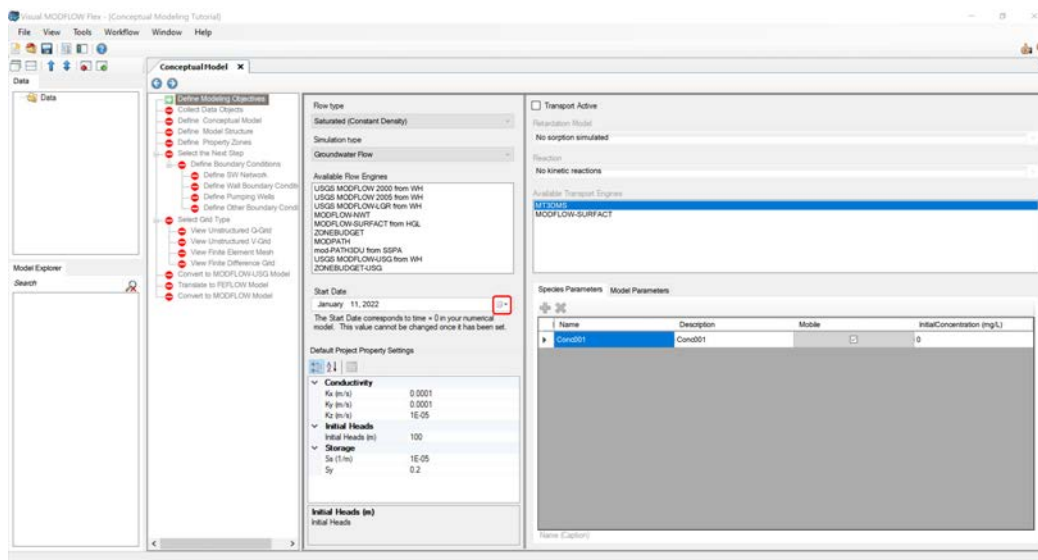 Visual MODFLOW Flex - [Conceptual Modeling Tutorial]
File View Tools Workflow Window Help
Data
Data
Model Explorer
Search
Conceptual Model X
Define Modeling Objectives
Collect Data Objects
Define Conceptual Model
Define Model Structure
Define Property Zones
Select the Next Step
Define Boundary Conditions
Define SW Network
Define Wall Boundary Conditi
Define Pumping Wells
Define Other Boundary Condi
Select Grid Type
View Unstructured Q-Grid
View Unstructured V-Grid
View Finite Element Mesh
View Finite Difference Grid
Convert to MODFLOW-USG Model
Translate to FEFLOW Model
Convert to MODFLOW Model
Flow type
Saturated (Constant Density)
Simulation type
Groundwater Flow
Available Flow Engines
USGS MODFLOW 2000 from WH
USGS MODFLOW 2005 from WH
USGS MODFLOW-LGR from WH
MODFLOW-NWT
MODFLOW-SURFACT from HGL
ZONEBUDGET
MODPATH
mod-PATH3DU from SSPA
USGS MODFLOW-USG from WH
ZONEBUDGET-USG
Start Date
January 11, 2022
The Start Date corresponds to time = 0 in your numerical
model. This value cannot be changed once it has been set.
Default Project Property Settings
Conductivity
Kx (m/s) 0.0001
Ky (m/s) 0.0001
Kz (m/s) 1E-05
Initial Heads
Initial Heads (m) 100
Storage
Ss (1/m) 1E-05
Sy 0.2
Initial Heads (m)
Initial Heads
Transport Active
Retardation Model
No sorption simulated
Reaction
No kinetic reactions
Available Transport Engines
MT3DMS
MODFLOW-SURFACT
Species Parameters Model Parameters
Name Description Mobile InitialConcentration (mg/L)
Conc001 Conc001 0
Name (Caption)